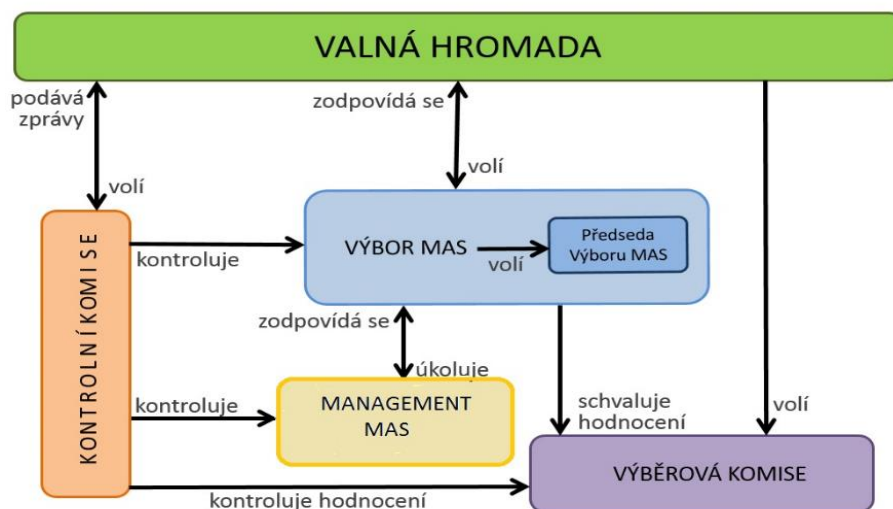 VALNÁ HROMADA
podává
zprávy
zodpovídá se
volí
volí
KONTROLNÍ KOMISE
kontroluje
VÝBOR MAS
volí
Předseda
Výboru MAS
zodpovídá se
úkoluje
kontroluje
MANAGEMENT
MAS
schvaluje
hodnocení
volí
kontroluje hodnocení
VÝBĚROVÁ KOMISE